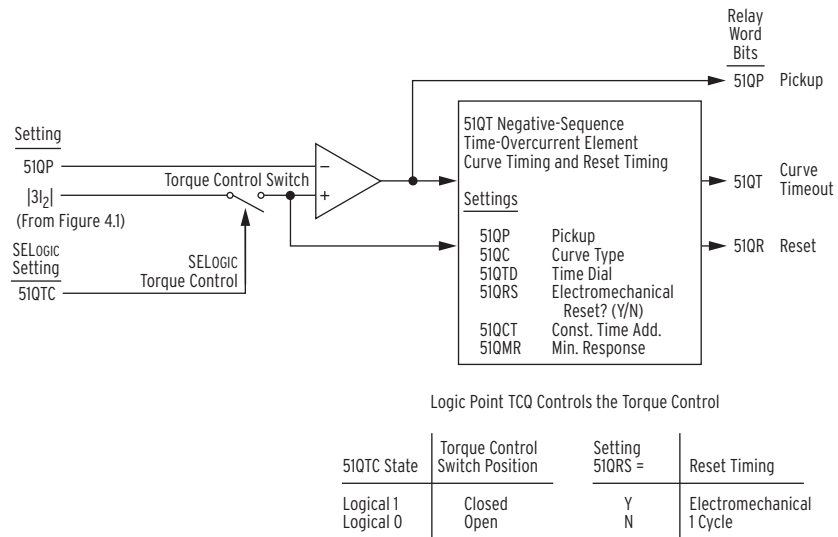 Relay
Word
Bits
51QP Pickup
Setting
51QP
|3I2|
(From Figure 4.1)
SELOGIC
Setting
51QTC
Torque Control Switch
SELOGIC
Torque Control
−
+
51QT Negative-Sequence
Time-Overcurrent Element
Curve Timing and Reset Timing
Settings
51QP Pickup
51QC Curve Type
51QTD Time Dial
51QRS Electromechanical
Reset? (Y/N)
51QCT Const. Time Add.
51QMR Min. Response
51QT Curve
Timeout
51QR Reset
Logic Point TCQ Controls the Torque Control
51QTC State Torque Control
Switch Position
Logical 1 Closed
Logical 0 Open
Setting
51QRS = Reset Timing
Y Electromechanical
N 1 Cycle